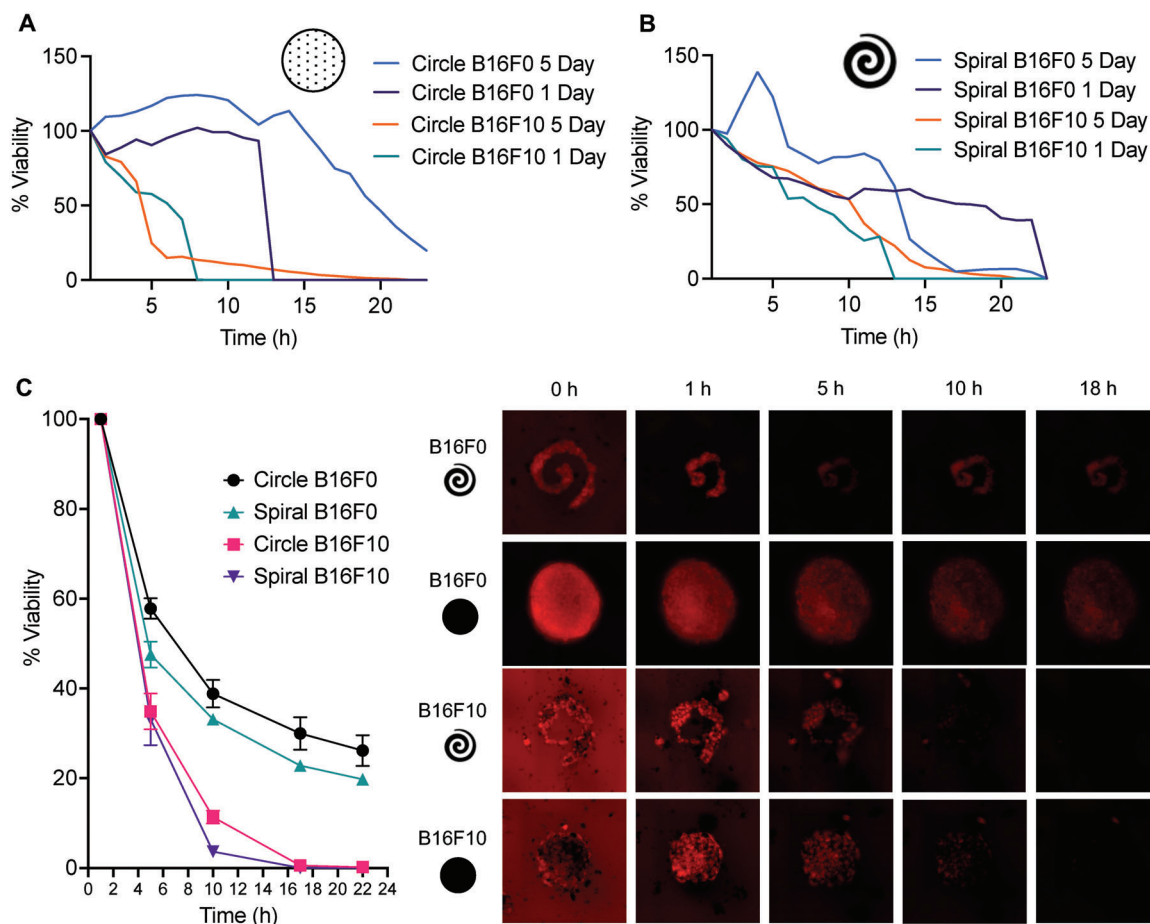 A
150
100
50
0
% Viability
5
10
15
20
Time (h)
Circle B16F0 5 Day
Circle B16F0 1 Day
Circle B16F10 5 Day
Circle B16F10 1 Day
B
150
100
50
0
% Viability
5
10
15
20
Time (h)
Spiral B16F0 5 Day
Spiral B16F0 1 Day
Spiral B16F10 5 Day
Spiral B16F10 1 Day
C
100
80
60
40
20
0
% Viability
0 2 4 6 8 10 12 14 16 18 20 22 24
Time (h)
Circle B16F0
Spiral B16F0
Circle B16F10
Spiral B16F10
0 h
1 h
5 h
10 h
18 h
B16F0
B16F0
B16F10
B16F10